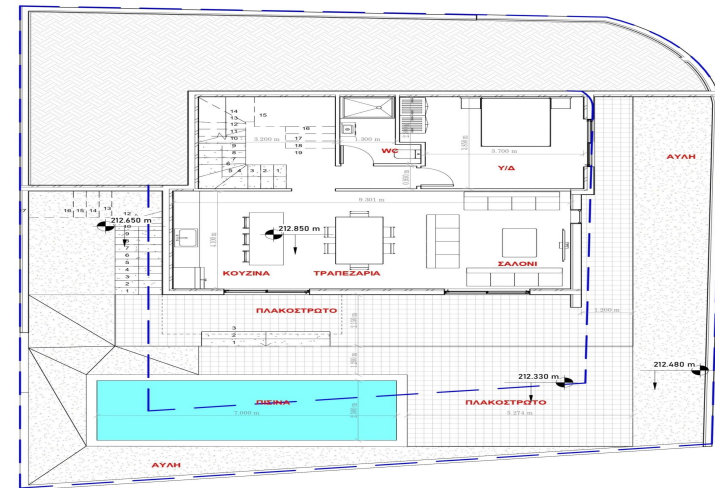 14
15
13
12
11
10
9
8
7
6
5 4 3 2 1
16
17
18
19
3.200 m
1.300 m
WC
3.700 m
Υ/Δ
ΑΥΛΗ
9.301 m
16 15 14 13
12
212.650 m
10
9
8
7
6
5
4
3
2
1
212.850 m
ΚΟΥΖΙΝΑ
ΤΡΑΠΕΖΑΡΙΑ
ΣΑΛΟΝΙ
ΠΛΑΚΟΣΤΡΩΤΟ
1.200 m
3
2
1
212.480 m
212.330 m
ΠΙΣΙΝΑ
ΠΛΑΚΟΣΤΡΩΤΟ
7.000 m
5.274 m
ΑΥΛΗ